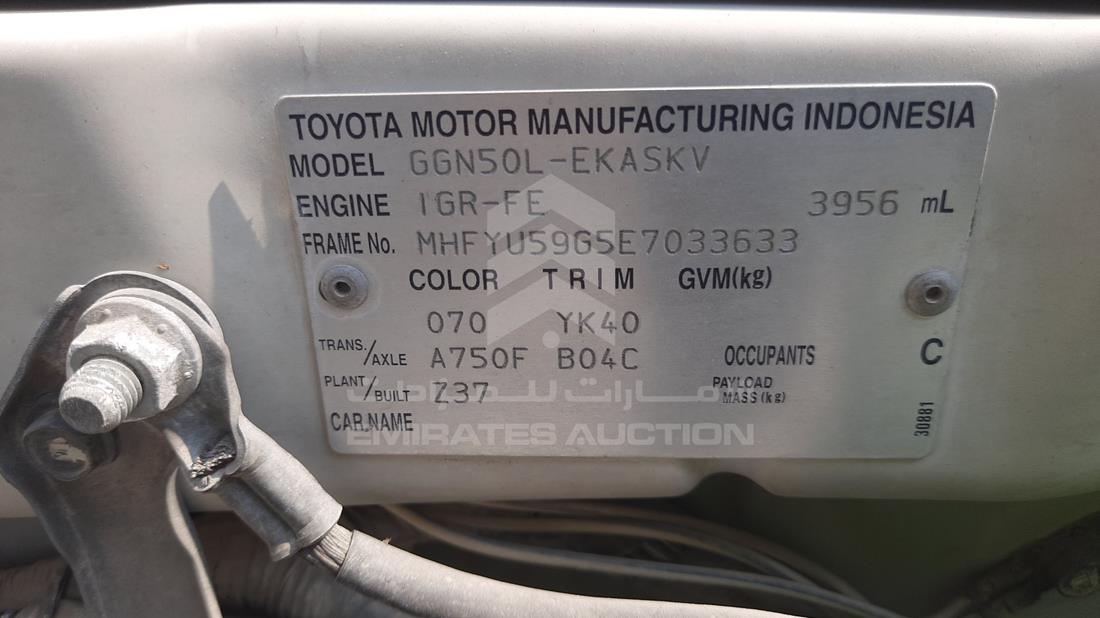 TOYOTA MOTOR MANUFACTURING INDONESIA
MODEL GGN50L-EKASKV
ENGINE 1GR-FE 3956 mL
FRAME No. MHFYU59G5E7033633
COLOR TRIM GVM(kg)
070 YK40
TRANS./AXLE A750F B04C OCCUPANTS C
PLANT/BUILT Z37 PAYLOAD MASS (kg)
CAR.NAME
30881
الإمارات للمزادات
EMIRATES AUCTION